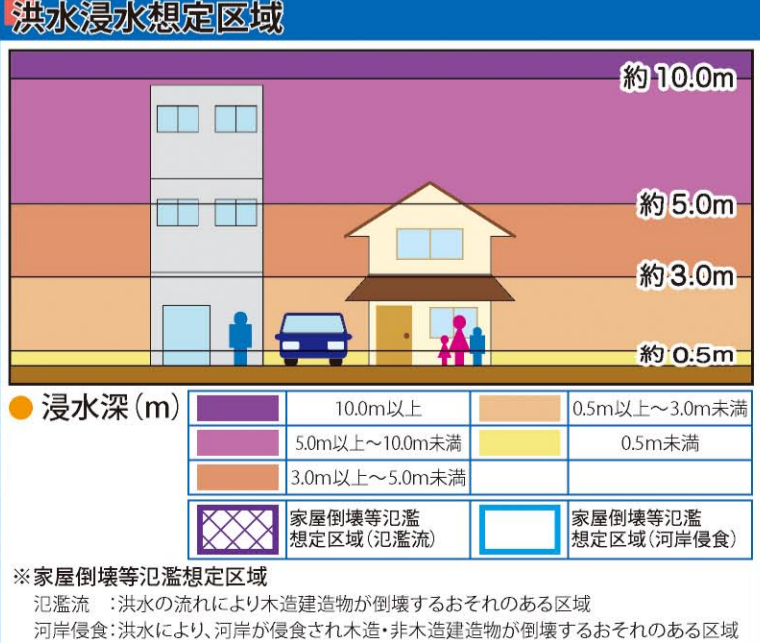 洪水浸水想定区域
約10.0m
約5.0m
約3.0m
約0.5m
● 浸水深(m)
10.0m以上
0.5m以上~3.0m未満
5.0m以上~10.0m未満
0.5m未満
3.0m以上~5.0m未満
家屋倒壊等氾濫
想定区域(氾濫流)
家屋倒壊等氾濫
想定区域(河岸侵食)
※家屋倒壊等氾濫想定区域
氾濫流 :洪水の流れにより木造建造物が倒壊するおそれのある区域
河岸侵食:洪水により、河岸が侵食され木造・非木造建造物が倒壊するおそれのある区域